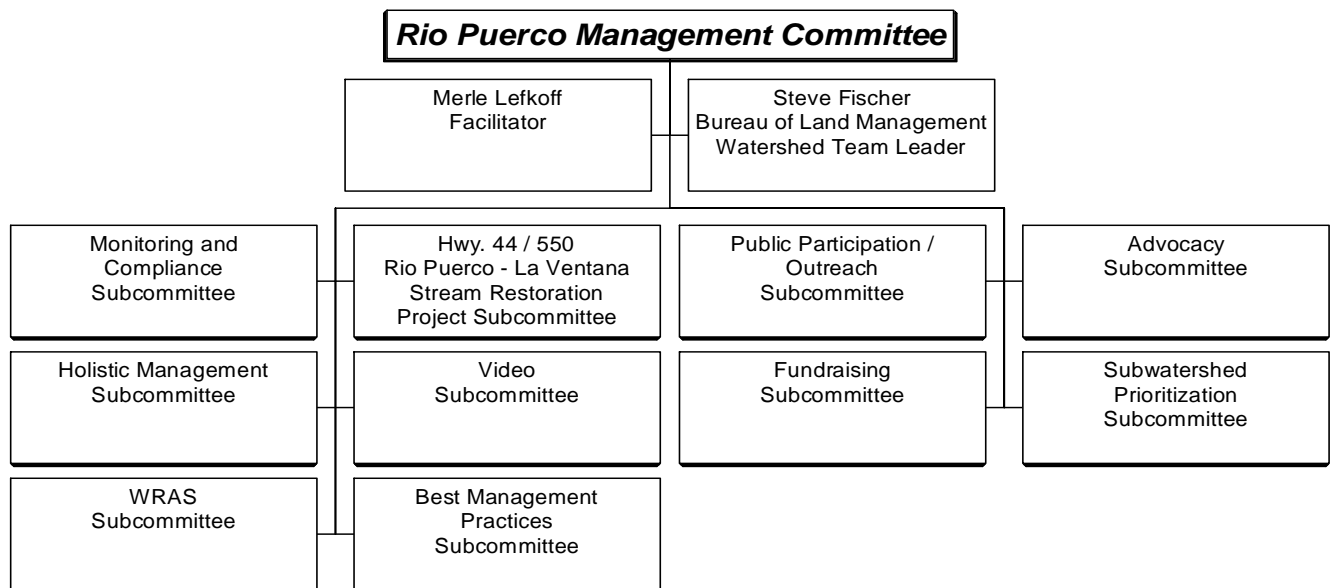 Rio Puerco Management Committee
Merle Lefkoff
Facilitator
Steve Fischer
Bureau of Land Management
Watershed Team Leader
Monitoring and
Compliance
Subcommittee
Hwy. 44 / 550
Rio Puerco - La Ventana
Stream Restoration
Project Subcommittee
Public Participation /
Outreach
Subcommittee
Advocacy
Subcommittee
Holistic Management
Subcommittee
Video
Subcommittee
Fundraising
Subcommittee
Subwatershed
Prioritization
Subcommittee
WRAS
Subcommittee
Best Management
Practices
Subcommittee